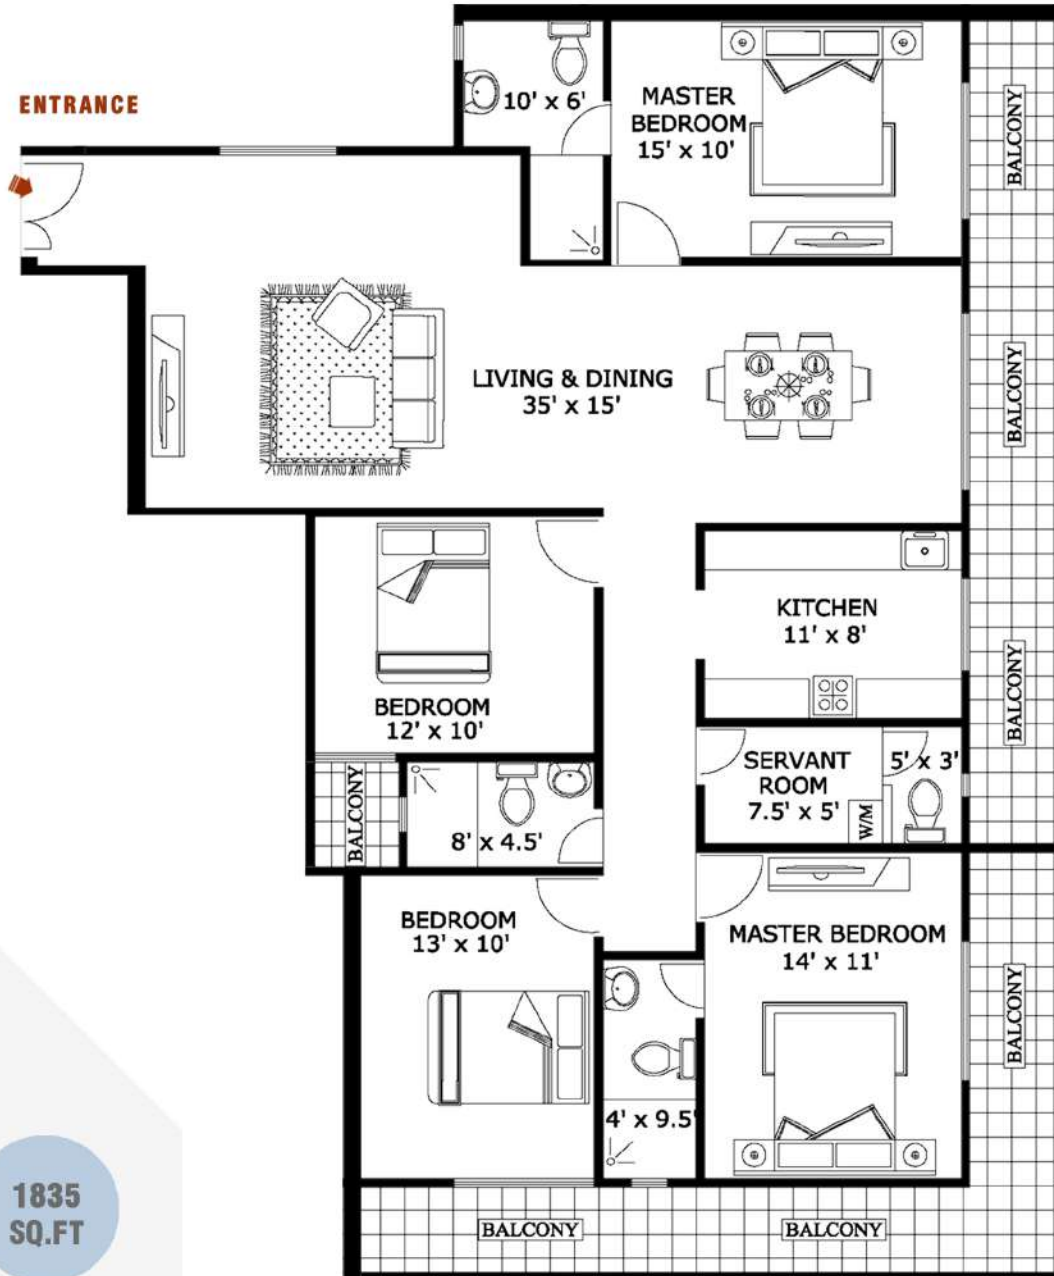 ENTRANCE
10' x 6'
MASTER
BEDROOM
15' x 10'
BALCONY
LIVING & DINING
35' x 15'
BALCONY
KITCHEN
11' x 8'
BALCONY
BEDROOM
12' x 10'
SERVANT
ROOM
7.5' x 5'
5' x 3'
W/M
BALCONY
8' x 4.5'
BEDROOM
13' x 10'
MASTER BEDROOM
14' x 11'
BALCONY
4' x 9.5'
1835
SQ.FT
BALCONY
BALCONY